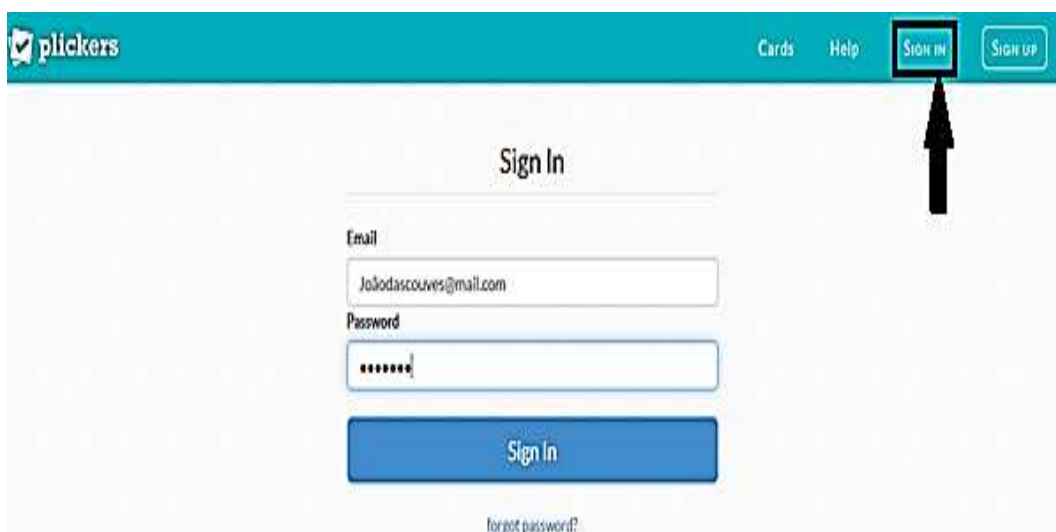 plickers Cards Help SIGN IN SIGN UP
Sign In
Email
Joãodascouves@mail.com
Password
•••••••
Sign In
forgot password?